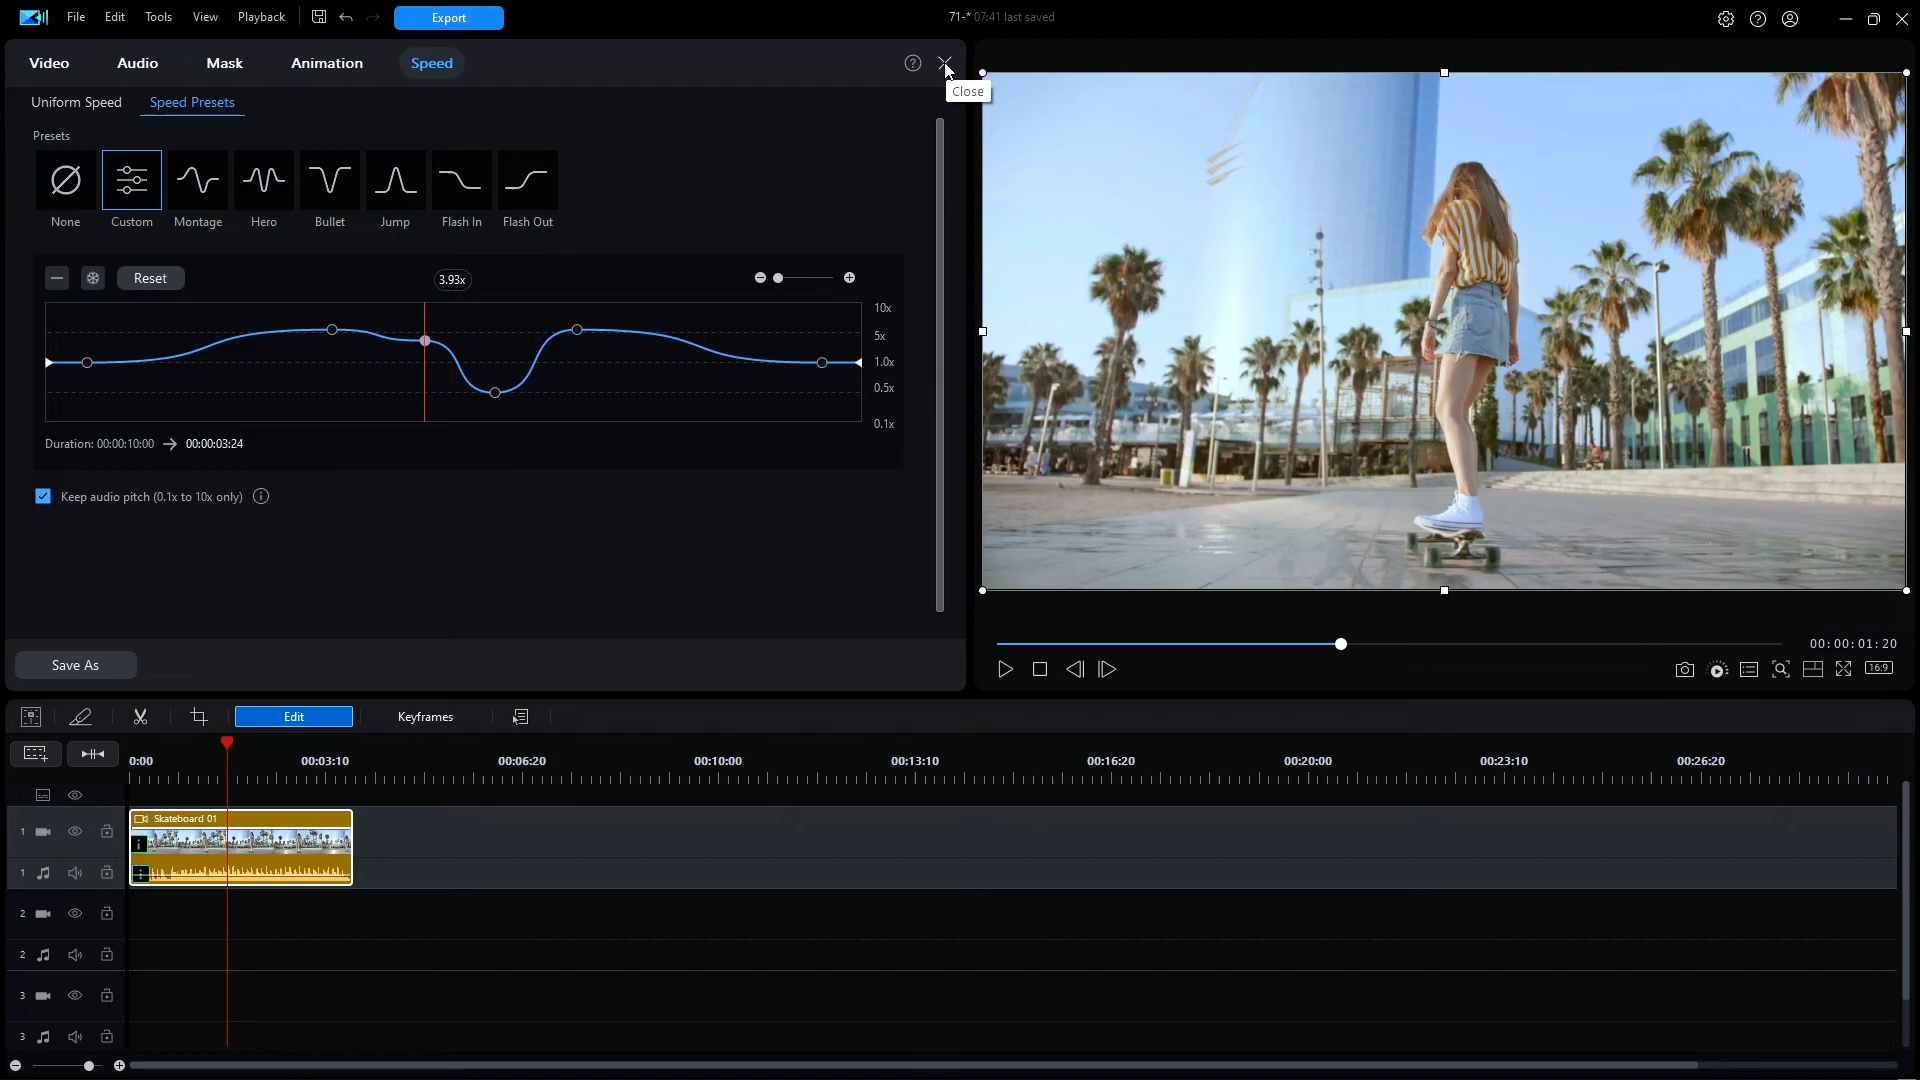 File Edit Tools View Playback Export 71-* 07:41 last saved
Video Audio Mask Animation Speed
Close
Uniform Speed Speed Presets
Presets
None Custom Montage Hero Bullet Jump Flash In Flash Out
Reset 3.93x
10x
5x
1.0x
0.5x
0.1x
Duration: 00:00:10:00 → 00:00:03:24
Keep audio pitch (0.1x to 10x only)
Save As
00:00:01:20
16:9
Edit Keyframes
0:00 00:03:10 00:06:20 00:10:00 00:13:10 00:16:20 00:20:00 00:23:10 00:26:20
Skateboard 01
1
1
2
2
3
3